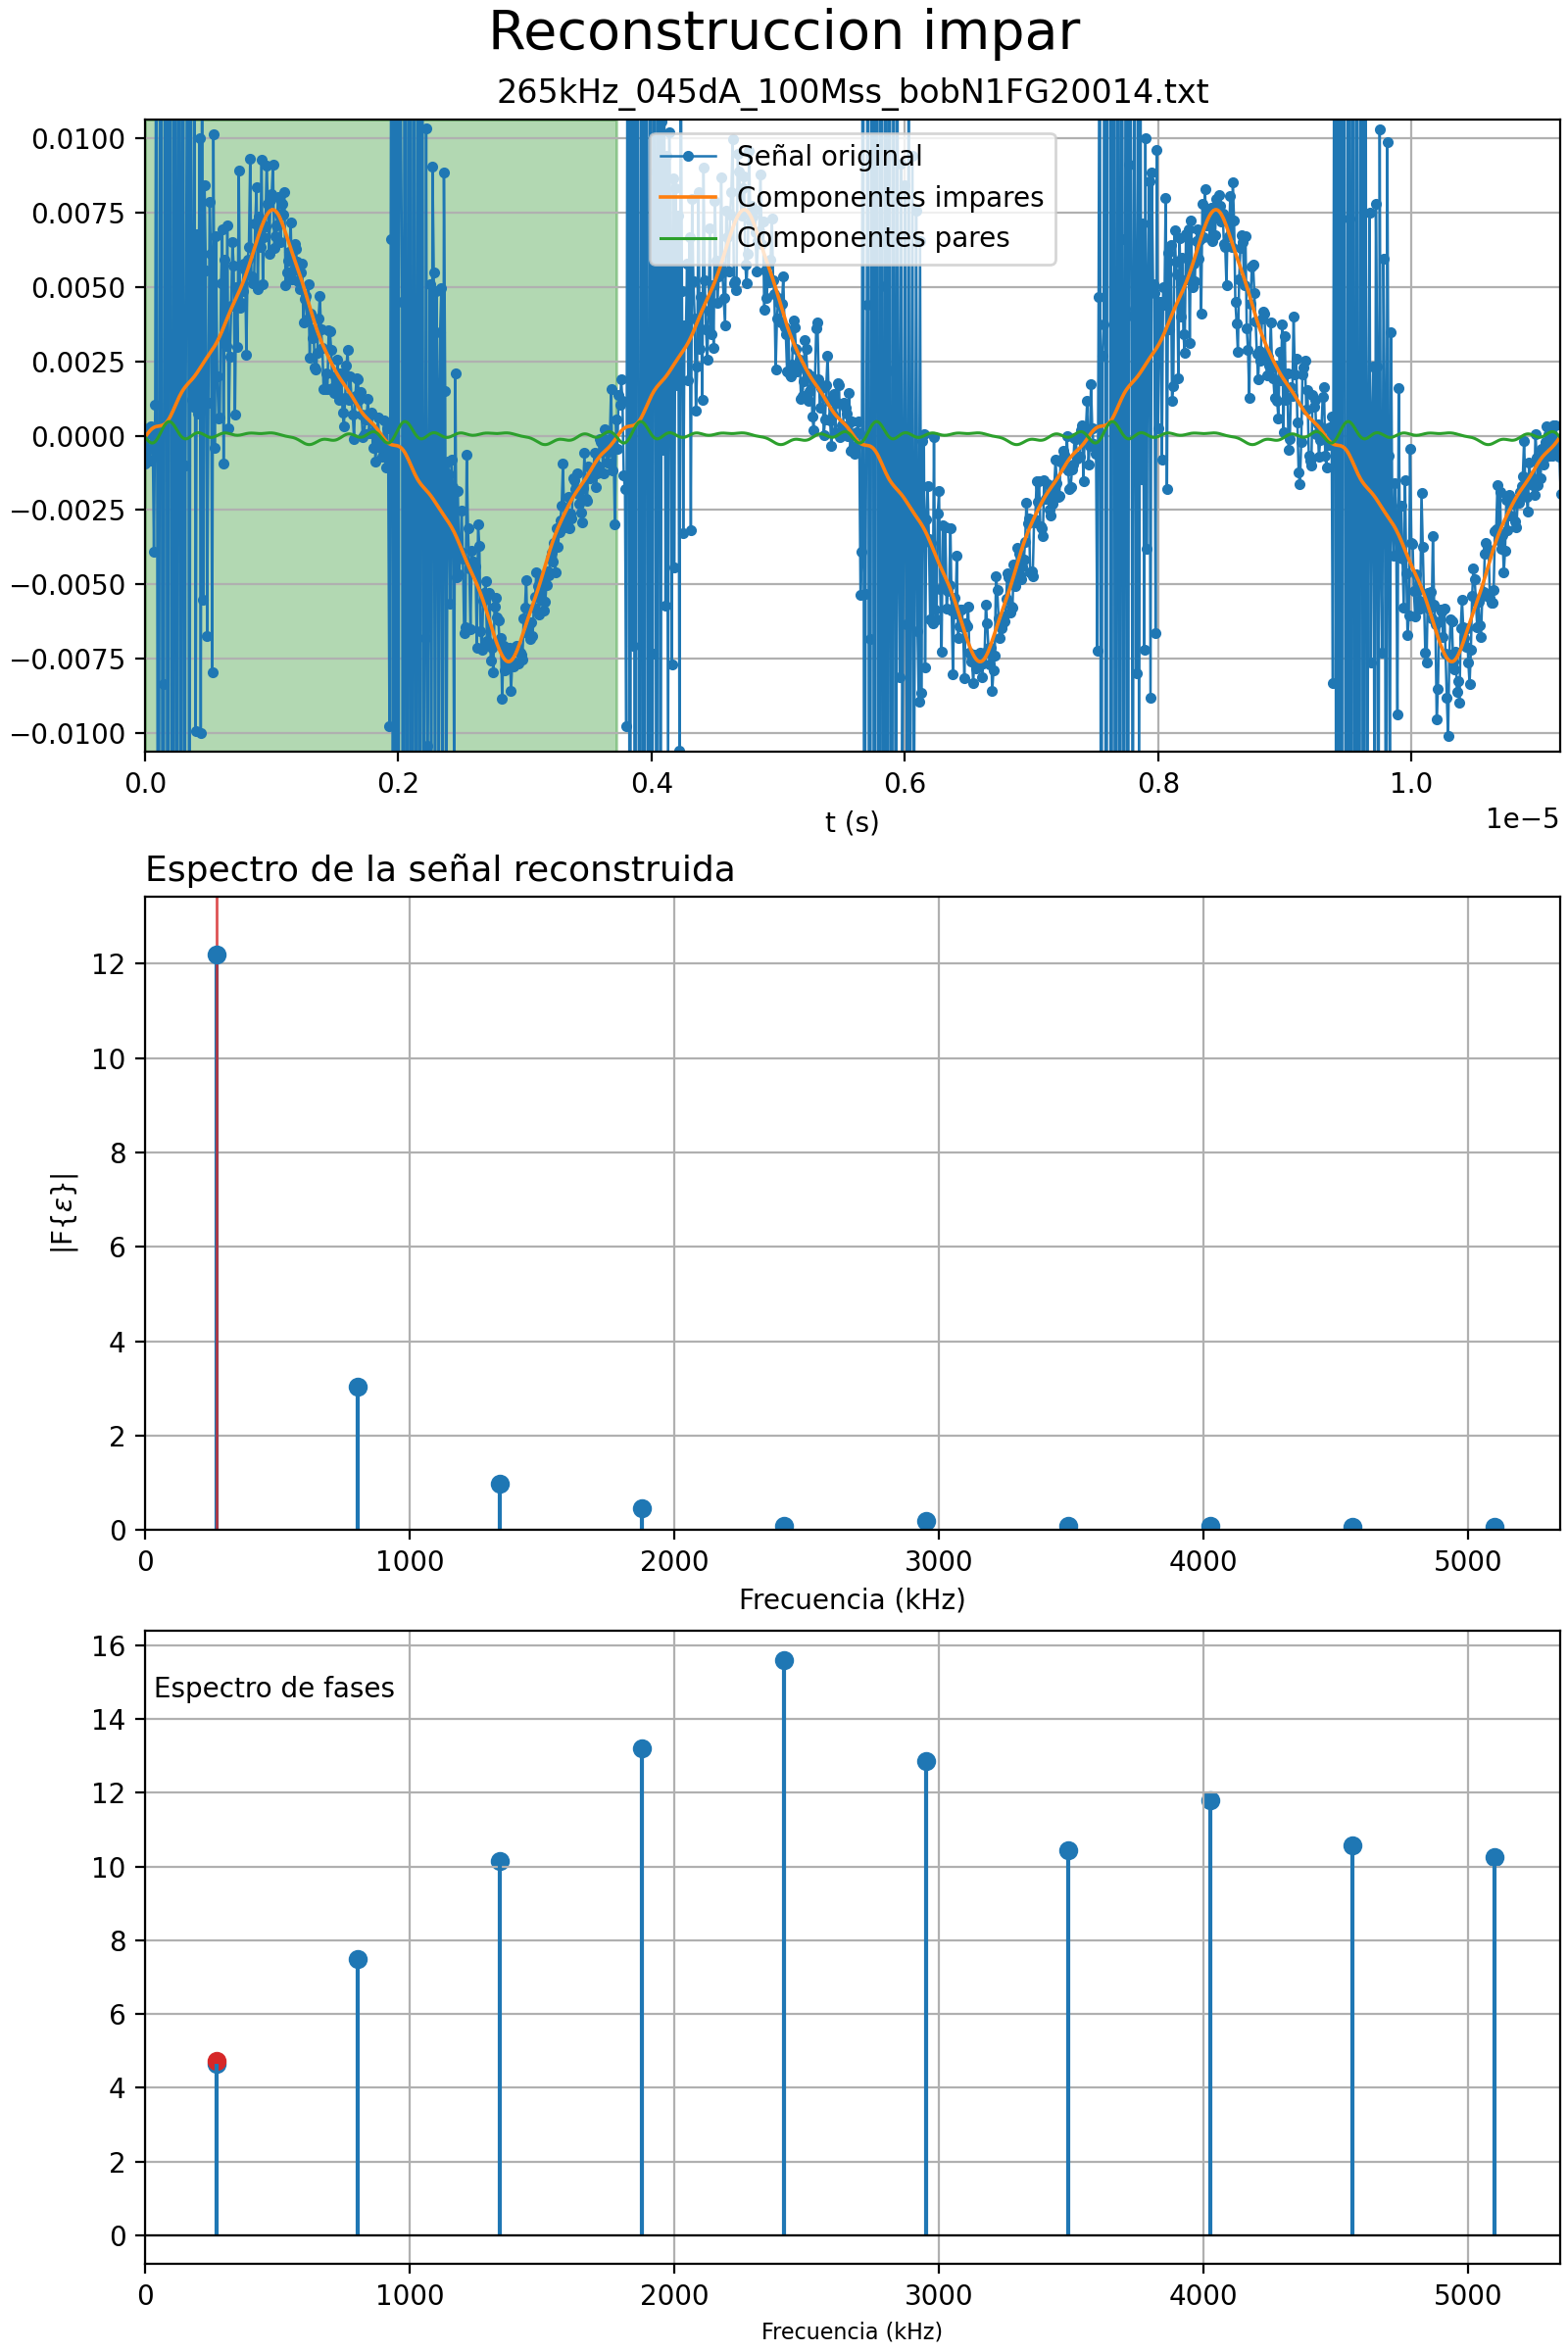 Reconstruccion impar
265kHz_045dA_100Mss_bobN1FG20014.txt
0.0100
0.0075
0.0050
0.0025
0.0000
−0.0025
−0.0050
−0.0075
−0.0100
Señal original
Componentes impares
Componentes pares
0.0 0.2 0.4 0.6 0.8 1.0
t (s)
1e−5
Espectro de la señal reconstruida
12
10
8
6
4
2
0
|F{ε}|
0 1000 2000 3000 4000 5000
Frecuencia (kHz)
16
14
12
10
8
6
4
2
0
Espectro de fases
0 1000 2000 3000 4000 5000
Frecuencia (kHz)